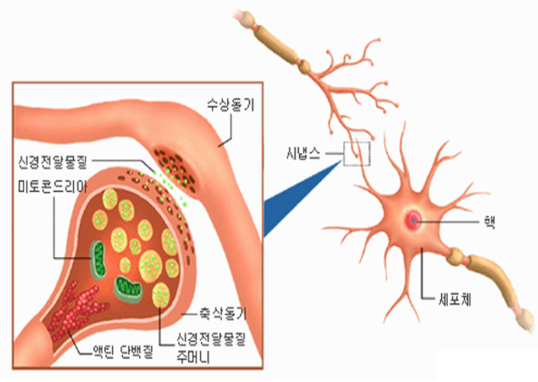 수상돌기
신경전달물질
미토콘드리아
시냅스
핵
세포체
축삭돌기
신경전달물질
주머니
액틴 단백질